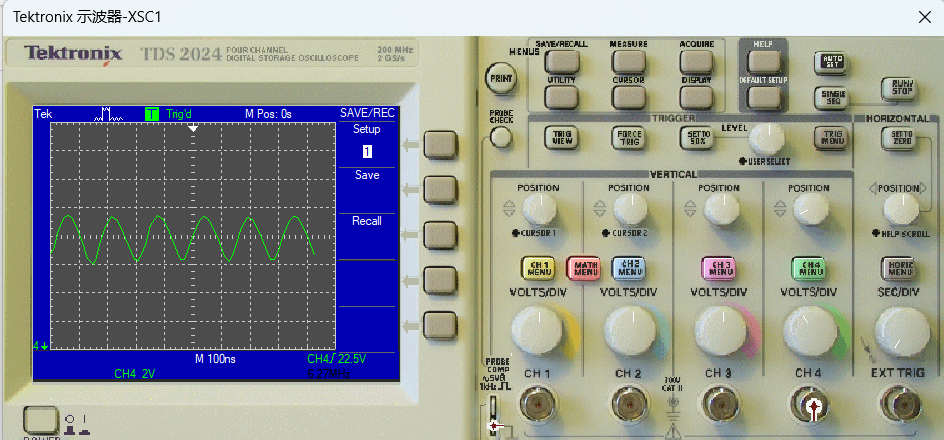 Tektronix 示波器-XSC1
Tektronix TDS 2024 FOUR CHANNEL DIGITAL STORAGE OSCILLOSCOPE 200 MHz 2 GS/s
Tek T Trig'd M Pos: 0s SAVE/REC
Setup
1
Save
Recall
4
M 100ns CH4 22.5V
CH4 2V
POWER
MENUS SAVE/RECALL MEASURE ACQUIRE HELP AUTO SET
PRINT
UTILITY CURSOR DISPLAY DEFAULT SETUP SINGLE SEQ RUN/STOP
PROBE CHECK
TRIGGER HORIZONTAL
TRIG VIEW FORCE TRIG SET TO 50% LEVEL TRIG MENU SET TO ZERO
USER SELECT
VERTICAL
POSITION POSITION POSITION POSITION POSITION
CURSOR 1 CURSOR 2 HELP SCROLL
CH 1 MENU MATH MENU CH 2 MENU CH 3 MENU CH 4 MENU HORIZ MENU
VOLTS/DIV VOLTS/DIV VOLTS/DIV VOLTS/DIV SEC/DIV
PROBE COMP
~5V
1kHz
CH 1 CH 2 CH 3 CH 4 EXT TRIG
300V
CAT II